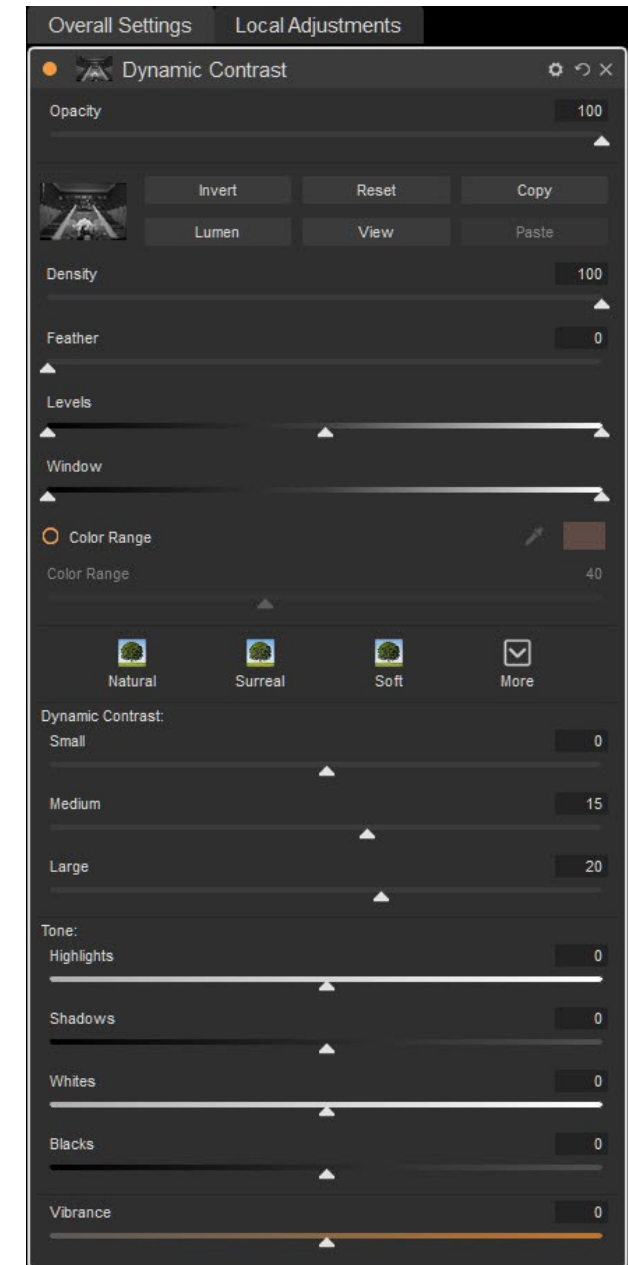 Overall Settings Local Adjustments
Dynamic Contrast
Opacity 100
Invert Reset Copy
Lumen View Paste
Density 100
Feather 0
Levels
Window
Color Range
Color Range 40
Natural Surreal Soft More
Dynamic Contrast:
Small 0
Medium 15
Large 20
Tone:
Highlights 0
Shadows 0
Whites 0
Blacks 0
Vibrance 0